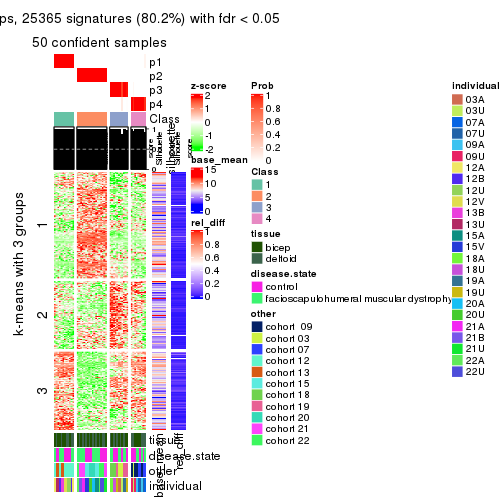 ps, 25365 signatures (80.2%) with fdr < 0.05
50 confident samples
p1
p2
p3
p4
Class
1
silhouette
score
k-means with 3 groups
1
2
3
tissue
disease.state
other
individual
base_mean
rel_diff
z-score
2
1
0
-1
-2
base_mean
15
10
5
0
rel_diff
1
0.8
0.6
0.4
0.2
0
Prob
1
0.8
0.6
0.4
0.2
0
Class
1
2
3
4
tissue
bicep
deltoid
disease.state
control
facioscapulohumeral muscular dystrophy
other
cohort 09
cohort 03
cohort 07
cohort 12
cohort 13
cohort 15
cohort 18
cohort 19
cohort 20
cohort 21
cohort 22
individual
03A
03U
07A
07U
09A
09U
12A
12B
12U
12V
13B
13U
15A
15V
18A
18U
19A
19U
20A
20U
21A
21B
21U
22A
22U